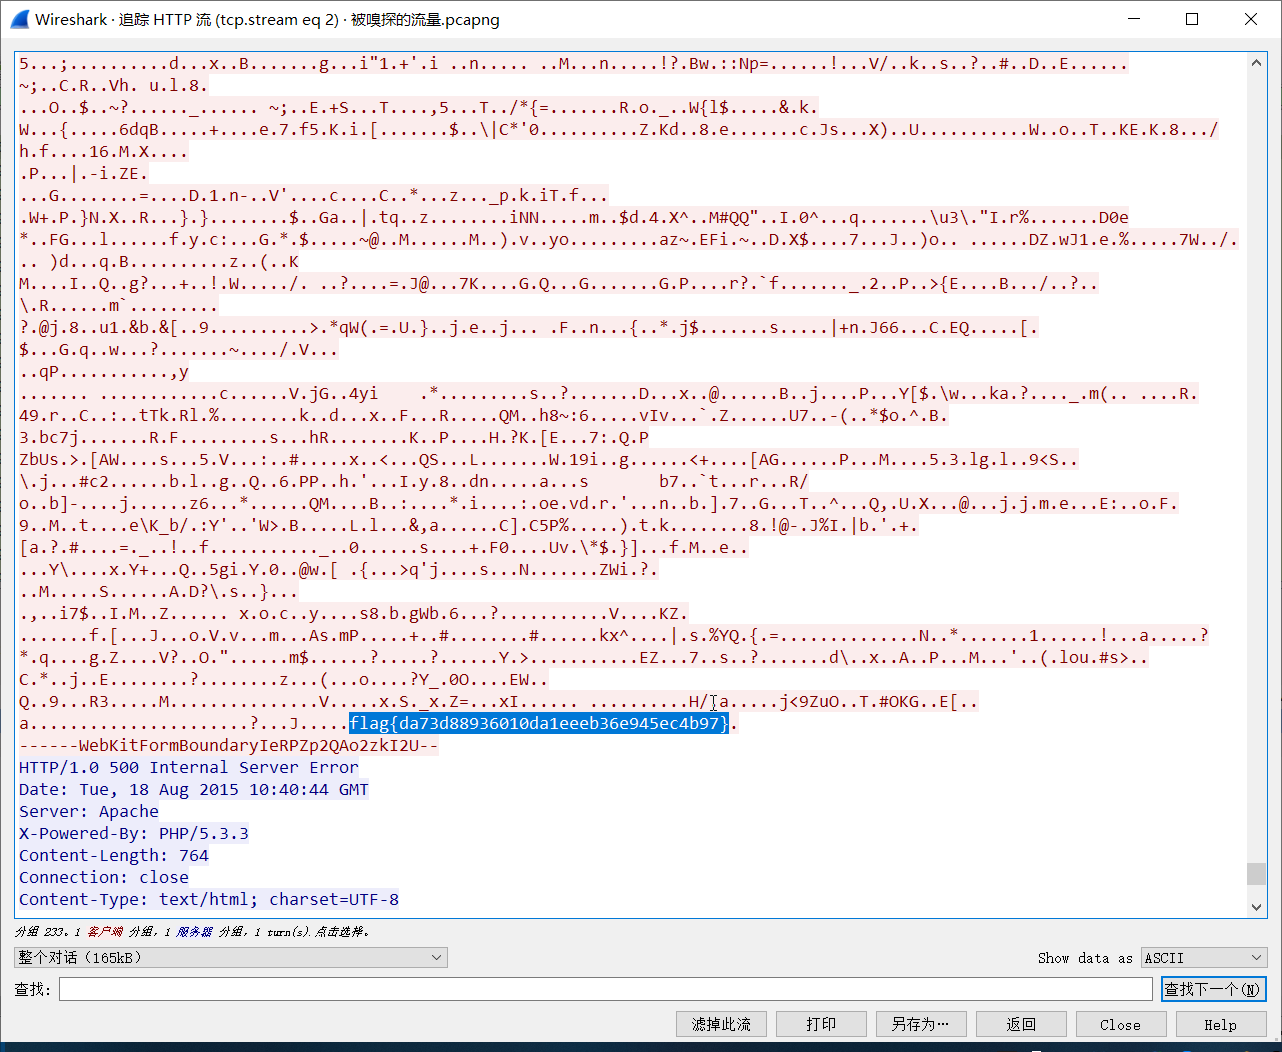 Wireshark · 追踪 HTTP 流 (tcp.stream eq 2) · 被嗅探的流量.pcapng
5...;..........d...x..B.......g...i"1.+'.i ..n..... ..M...n.....!?.Bw.::Np=......!...V/..k..s..?..#..D..E......
~;..C.R..Vh. u.l.8.
...O..$..~?......_...... ~;..E.+S...T....,5...T../*{=.......R.o._..W{l$.....&.k.
W...{.....6dqB.....+....e.7.f5.K.i.[.......$..\|C*'0..........Z.Kd..8.e.......c.Js...X)..U...........W..o..T..KE.K.8.../
h.f....16.M.X....
.P...|.-i.ZE.
...G........=....D.1.n-..V'....c....C..*...z..._p.k.iT.f...
.W+.P.}N.X..R...}.}........$..Ga..|.tq..z........iNN.....m..$d.4.X^..M#QQ"..I.0^...q.......\u3\."I.r%.......D0e
*..FG...l......f.y.c:...G.*.$.....~@..M......M..).v..yo.........az~.EFi.~..D.X$....7...J..)o.. ......DZ.wJ1.e.%.....7W../.
.. )d...q.B..........z..(..K
M....I..Q..g?...+..!.W...../. ..?....=.J@...7K....G.Q...G.......G.P....r?.`f......._.2..P..>{E....B.../..?..
\.R......m`.........
?.@j.8..u1.&b.&[..9..........>.*qW(.=.U.}..j.e..j... .F..n...{..*.j$.......s.....|+n.J66...C.EQ.....[.
$...G.q..w...?.......~..../.V...
..qP...........,y
....... .............c......V.jG..4yi    .*.........s..?.......D...x..@......B..j....P...Y[$.\w...ka.?...._.m(.. ....R.
49.r..C..:..tTk.Rl.%........k..d...x..F...R.....QM..h8~:6.....vIv...`.Z......U7..-(..*$o.^.B.
3.bc7j.......R.F.........s...hR........K..P....H.?K.[E...7:.Q.P
ZbUs.>.[AW....s...5.V...:..#.....x..<...QS...L.......W.19i..g......<+....[AG......P...M....5.3.lg.l..9<S..
\.j...#c2......b.l..g..Q..6.PP..h.'...I.y.8..dn.....a...s       b7..`t...r...R/
o..b]-....j......z6...*......QM....B..:....*.i....:.oe.vd.r.'...n..b.].7..G...T..^...Q,.U.X...@...j.j.m.e...E:..o.F.
9..M..t....e\K_b/.:Y'..'W>.B.....L.l...&,a......C].C5P%.....).t.k........8.!@-.J%I.|b.'.+.
[a.?.#....=._..!..f..........._..0......s....+.F0....Uv.\*$.}]...f.M..e..
...Y\....x.Y+...Q..5gi.Y.0..@w.[ .{...>q'j....s...N.......ZWi.?.
..M.....S......A.D?\.s..}...
.,..i7$..I.M..Z...... x.o.c..y....s8.b.gWb.6...?...........V....KZ.
.......f.[...J...o.V.v...m...As.mP.....+..#........#......kx^....|.s.%YQ.{.=..............N..*.......1......!...a.....?
*.q....g.Z....V?..O."......m$......?.....?......Y.>...........EZ...7..s..?.......d\..x..A..P...M...'..(.lou.#s>..
C.*..j..E........?........z...(...o....?Y_.0O....EW..
Q..9...R3.....M...............V.....x.S._x.Z=...xI...... ..........H/.a.....j<9ZuO..T.#OKG..E[..
a......................?...J.....flag{da73d88936010da1eeeb36e945ec4b97}.
------WebKitFormBoundaryIeRPZp2QAo2zkI2U--
HTTP/1.0 500 Internal Server Error
Date: Tue, 18 Aug 2015 10:40:44 GMT
Server: Apache
X-Powered-By: PHP/5.3.3
Content-Length: 764
Connection: close
Content-Type: text/html; charset=UTF-8
分组 233。1 客户端 分组，1 服务器 分组，1 turn(s).点击选择。
整个对话（165kB）
Show data as ASCII
查找:
查找下一个(N)
滤掉此流 打印 另存为… 返回 Close Help